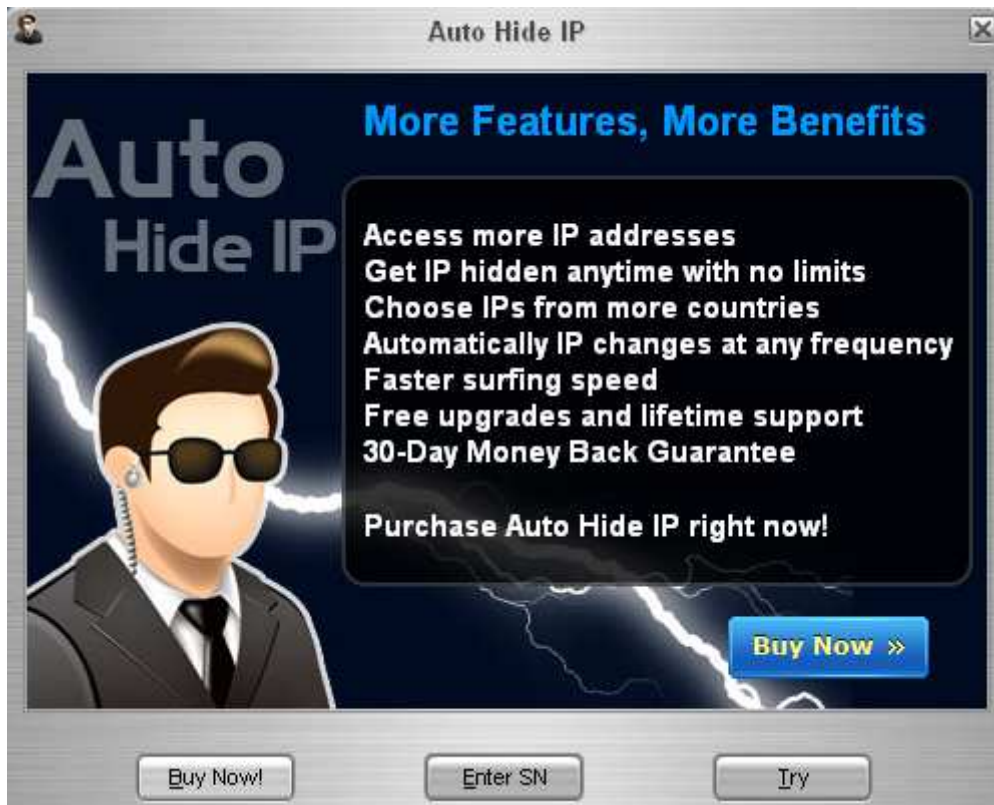 Auto Hide IP
Auto
Hide IP
More Features, More Benefits
Access more IP addresses
Get IP hidden anytime with no limits
Choose IPs from more countries
Automatically IP changes at any frequency
Faster surfing speed
Free upgrades and lifetime support
30-Day Money Back Guarantee
Purchase Auto Hide IP right now!
Buy Now »
Buy Now!
Enter SN
Try